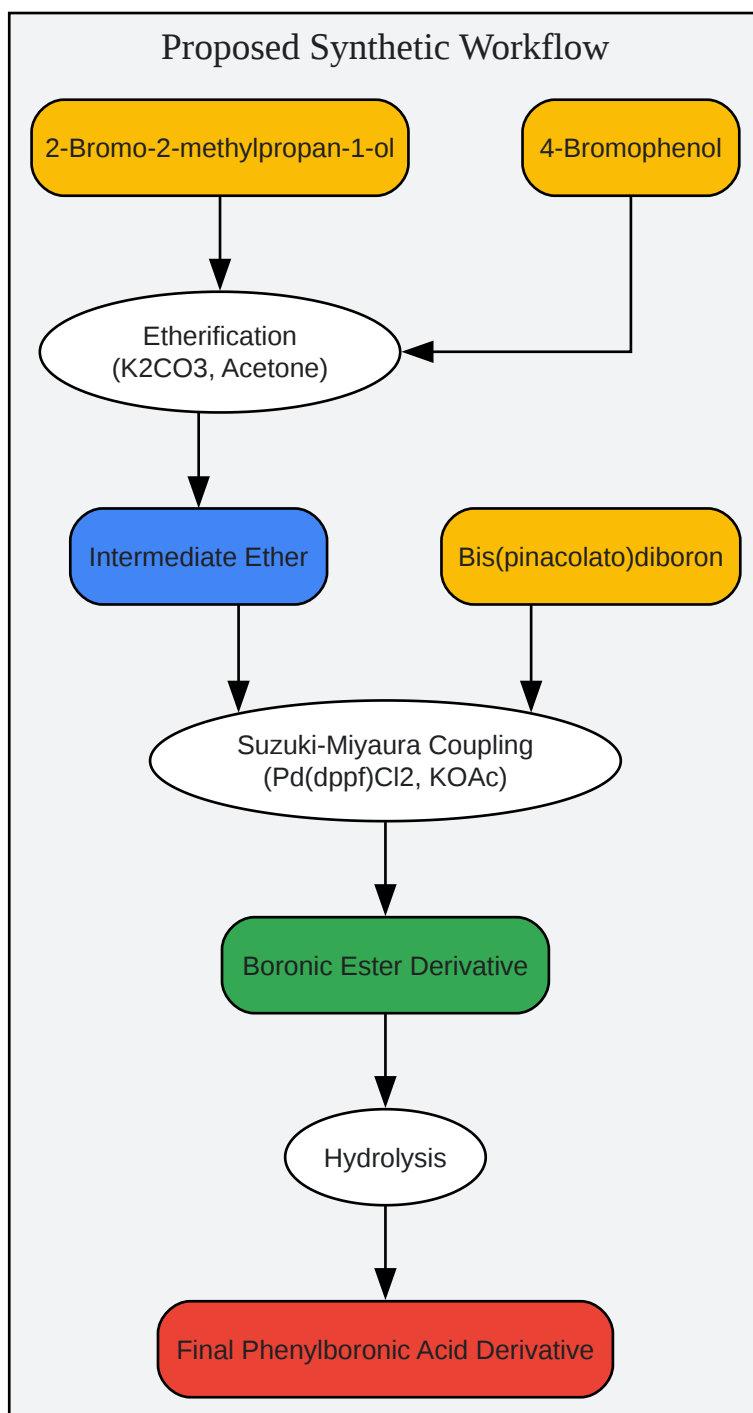 Proposed Synthetic Workflow
2-Bromo-2-methylpropan-1-ol
4-Bromophenol
Etherification
(K2CO3, Acetone)
Intermediate Ether
Bis(pinacolato)diboron
Suzuki-Miyaura Coupling
(Pd(dppf)Cl2, KOAc)
Boronic Ester Derivative
Hydrolysis
Final Phenylboronic Acid Derivative